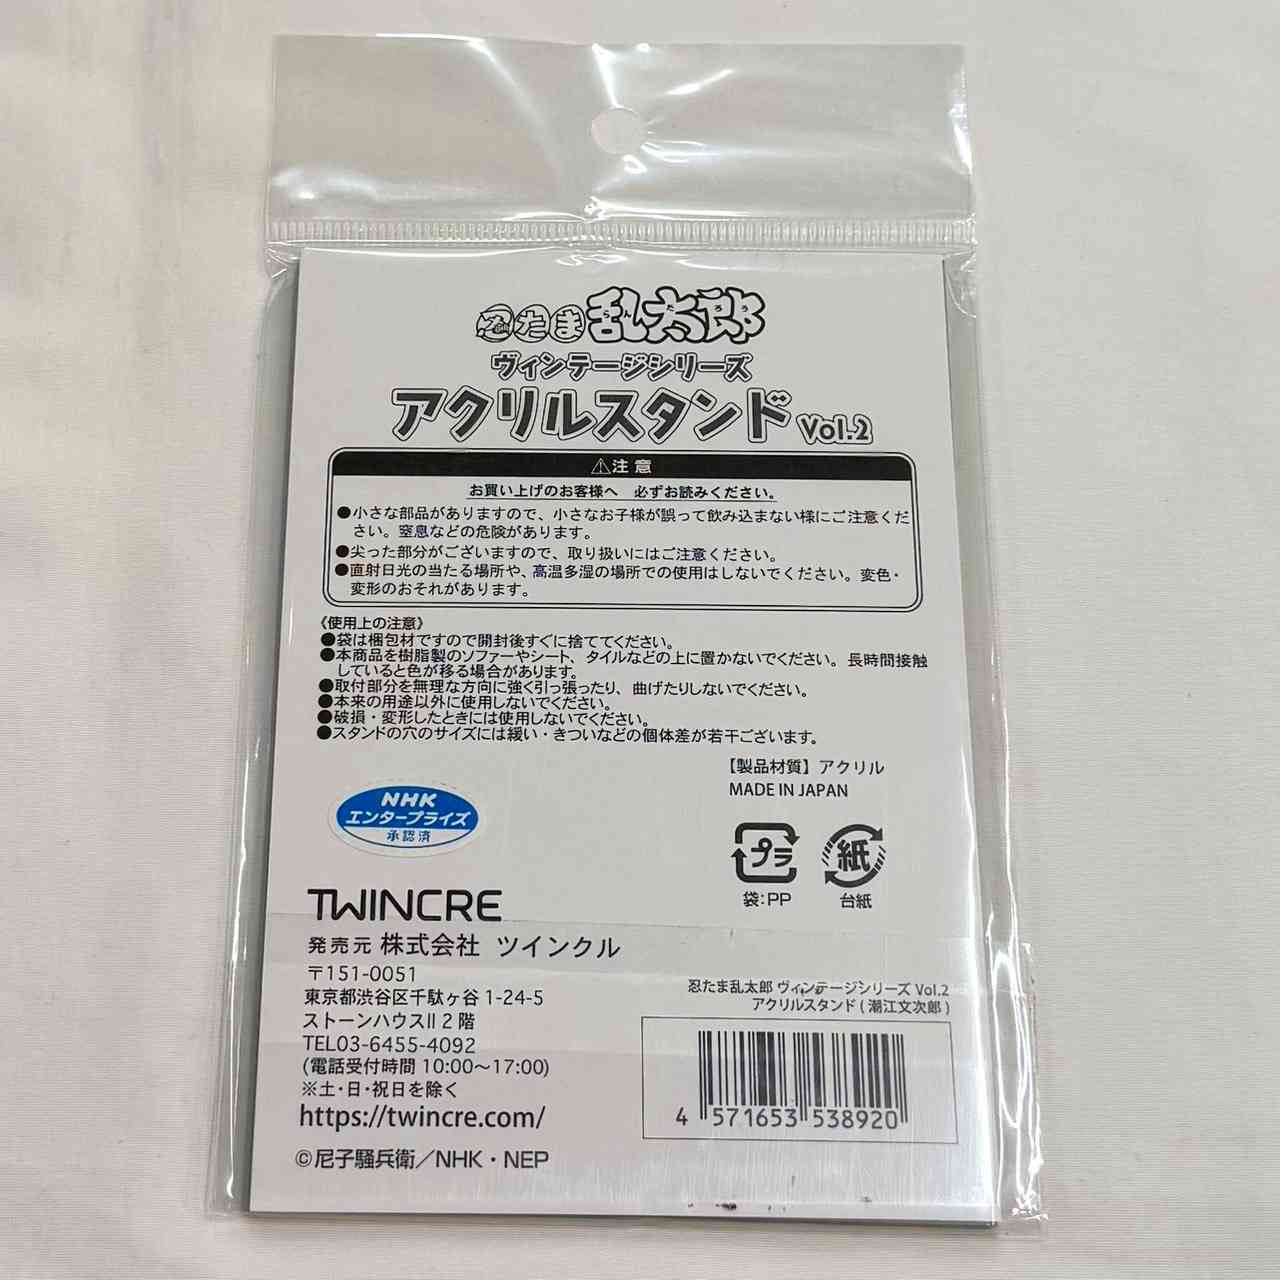 忍たま乱太郎
らんたろう
ヴィンテージシリーズ
アクリルスタンド Vol.2
⚠注意
お買い上げのお客様へ 必ずお読みください。
●小さな部品がありますので、小さなお子様が誤って飲み込まない様にご注意くだ
さい。窒息などの危険があります。
●尖った部分がございますので、取り扱いにはご注意ください。
●直射日光の当たる場所や、高温多湿の場所での使用はしないでください。変色・
変形のおそれがあります。
《使用上の注意》
●袋は梱包材ですので開封後すぐに捨ててください。
●本商品を樹脂製のソファーやシート、タイルなどの上に置かないでください。長時間接触
していると色が移る場合があります。
●取付部分を無理な方向に強く引っ張ったり、曲げたりしないでください。
●本来の用途以外に使用しないでください。
●破損・変形したときには使用しないでください。
●スタンドの穴のサイズには緩い・きついなどの個体差が若干ございます。
【製品材質】アクリル
MADE IN JAPAN
NHK
エンタープライズ
承認済
プラ
紙
袋:PP
台紙
TWINCRE
発売元 株式会社 ツインクル
〒151-0051
東京都渋谷区千駄ヶ谷 1-24-5
ストーンハウスII 2階
TEL03-6455-4092
(電話受付時間 10:00〜17:00)
※土・日・祝日を除く
https://twincre.com/
©尼子騒兵衛／NHK・NEP
忍たま乱太郎 ヴィンテージシリーズ Vol.2
アクリルスタンド ( 潮江文次郎 )
4 571653 538920